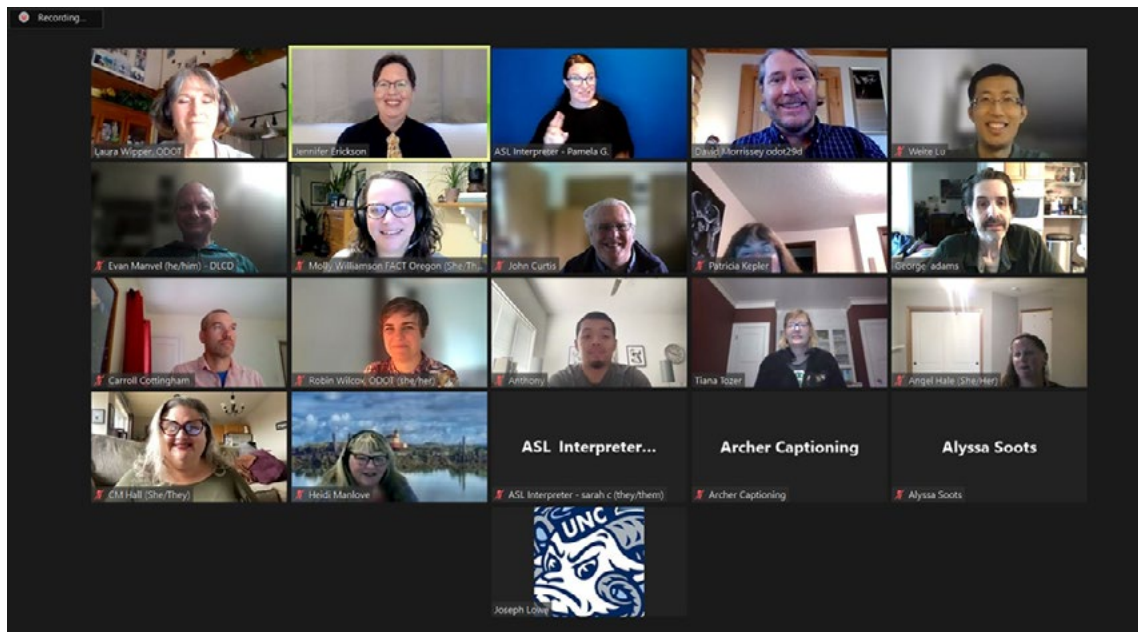 Recording...
Laura Wipper, ODOT
Jennifer Erickson
ASL Interpreter - Pamela G.
David Morrissey odot29d
Weite Lu
Evan Manvel (he/him) - DLCD
Molly Williamson FACT Oregon (She/Th...
John Curtis
Patricia Kepler
George adams
Carroll Cottingham
Robin Wilcox, ODOT (she/her)
Anthony
Tiana Tozer
Angel Hale (She/Her)
CM Hall (She/They)
Heidi Manlove
ASL Interpreter...
ASL Interpreter - sarah c (they/them)
Archer Captioning
Archer Captioning
Alyssa Soots
Alyssa Soots
UNC
Joseph Lowe